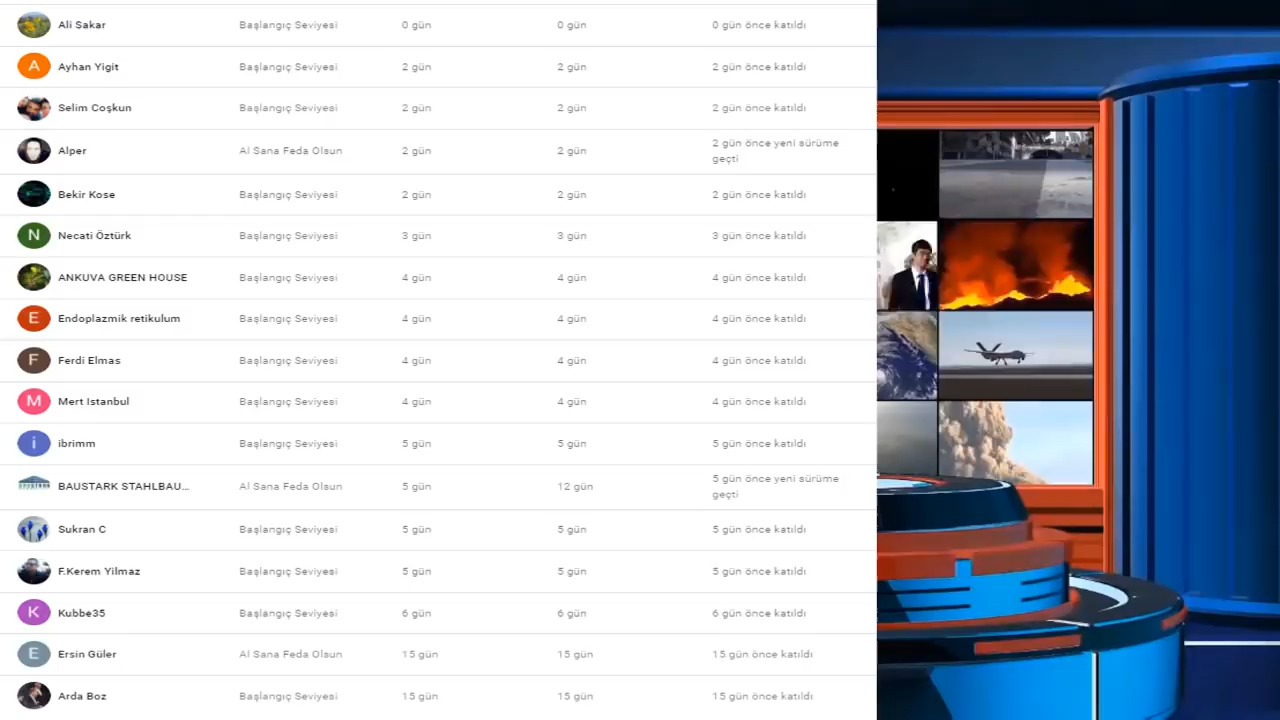 Ali Sakar Başlangıç Seviyesi 0 gün 0 gün 0 gün önce katıldı
A Ayhan Yigit Başlangıç Seviyesi 2 gün 2 gün 2 gün önce katıldı
Selim Coşkun Başlangıç Seviyesi 2 gün 2 gün 2 gün önce katıldı
Alper Al Sana Feda Olsun 2 gün 2 gün 2 gün önce yeni sürüme
geçti
Bekir Kose Başlangıç Seviyesi 2 gün 2 gün 2 gün önce katıldı
N Necati Öztürk Başlangıç Seviyesi 3 gün 3 gün 3 gün önce katıldı
ANKUVA GREEN HOUSE Başlangıç Seviyesi 4 gün 4 gün 4 gün önce katıldı
E Endoplazmik retikulum Başlangıç Seviyesi 4 gün 4 gün 4 gün önce katıldı
F Ferdi Elmas Başlangıç Seviyesi 4 gün 4 gün 4 gün önce katıldı
M Mert Istanbul Başlangıç Seviyesi 4 gün 4 gün 4 gün önce katıldı
i ibrimm Başlangıç Seviyesi 5 gün 5 gün 5 gün önce katıldı
BAUSTARK STAHLBAU... Al Sana Feda Olsun 5 gün 12 gün 5 gün önce yeni sürüme
geçti
Sukran C Başlangıç Seviyesi 5 gün 5 gün 5 gün önce katıldı
F.Kerem Yilmaz Başlangıç Seviyesi 5 gün 5 gün 5 gün önce katıldı
K Kubbe35 Başlangıç Seviyesi 6 gün 6 gün 6 gün önce katıldı
E Ersin Güler Al Sana Feda Olsun 15 gün 15 gün 15 gün önce katıldı
Arda Boz Başlangıç Seviyesi 15 gün 15 gün 15 gün önce katıldı